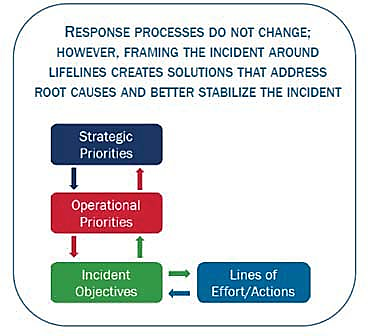 RESPONSE PROCESSES DO NOT CHANGE;
HOWEVER, FRAMING THE INCIDENT AROUND
LIFELINES CREATES SOLUTIONS THAT ADDRESS
ROOT CAUSES AND BETTER STABILIZE THE INCIDENT
Strategic
Priorities
Operational
Priorities
Incident
Objectives
Lines of
Effort/Actions